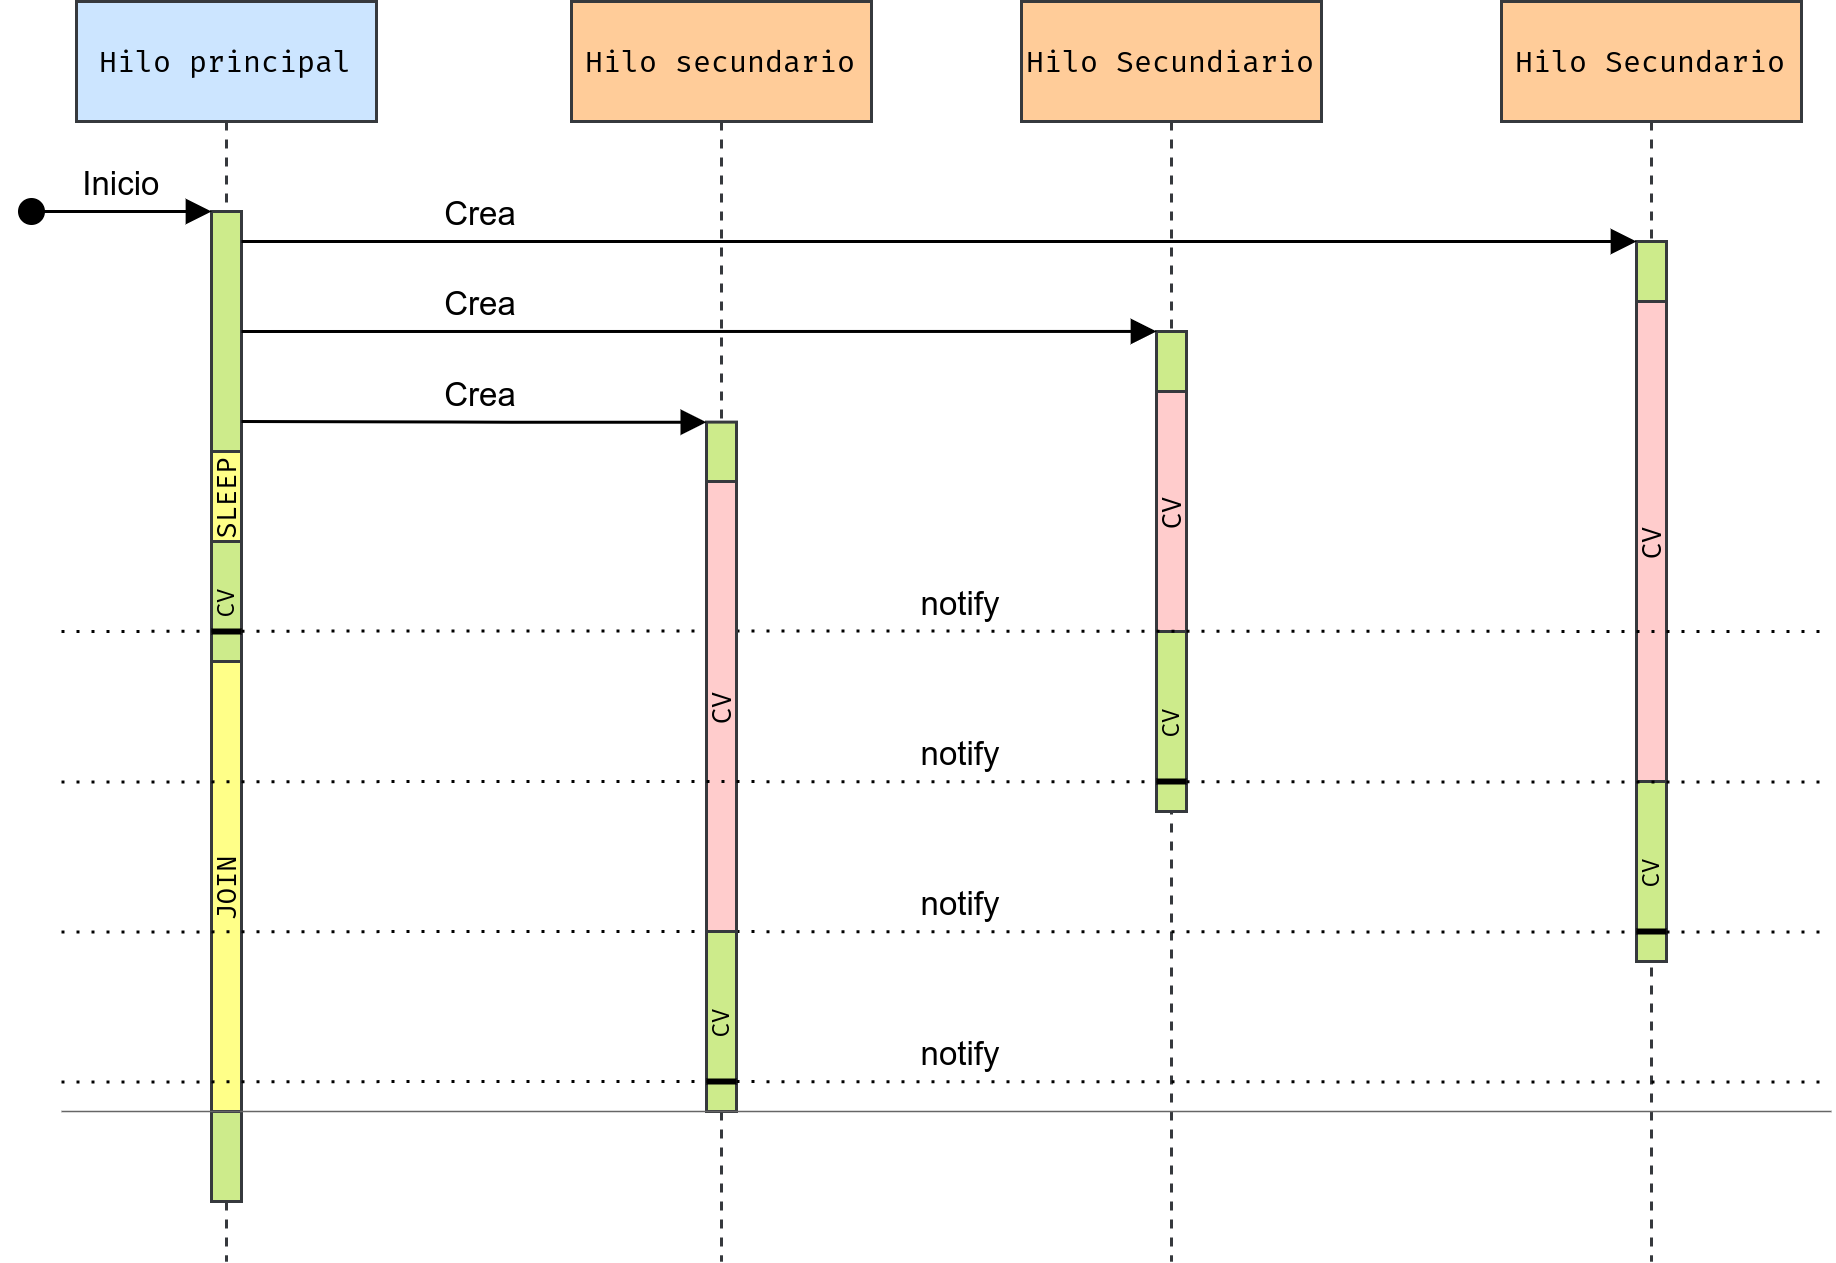 Hilo principal
Hilo secundario
Hilo Secundiario
Hilo Secundario
Inicio
Crea
Crea
Crea
SLEEP
CV
CV
CV
notify
CV
CV
notify
JOIN
CV
notify
CV
notify